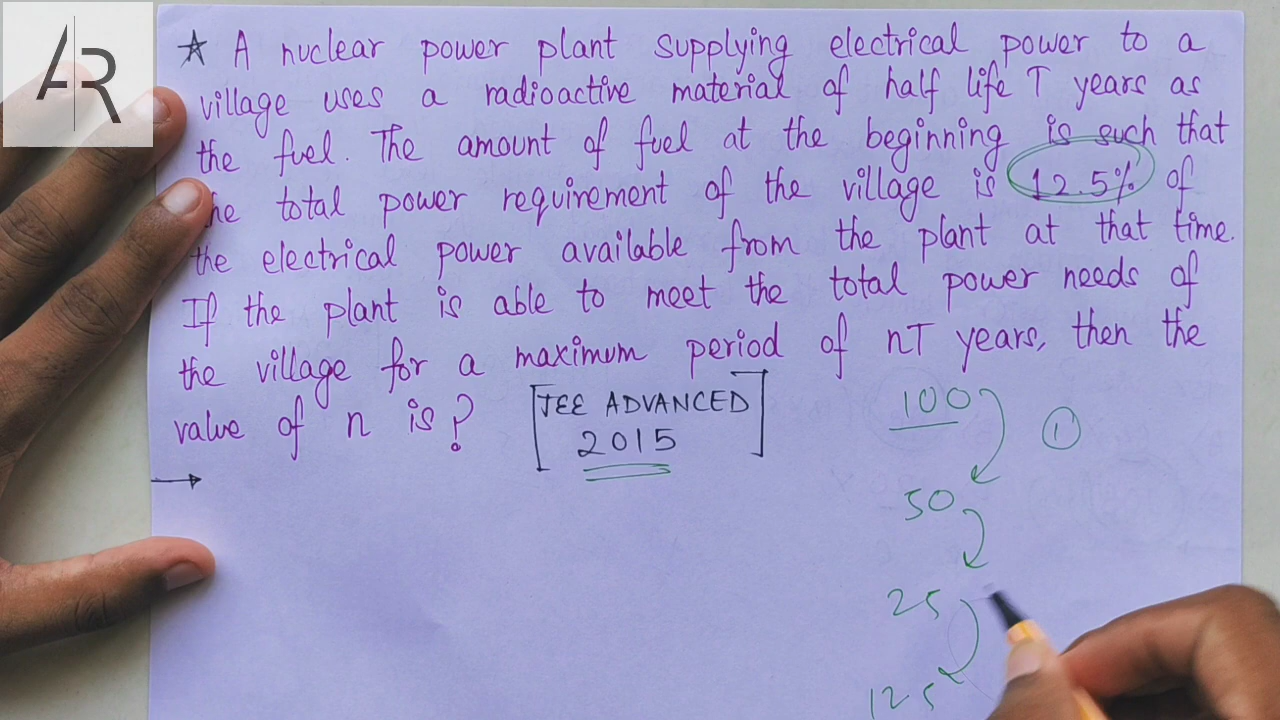 AR
☆ A nuclear power plant supplying electrical power to a
village uses a radioactive material of half life T years as
the fuel. The amount of fuel at the beginning is such that
he total power requirement of the village is 12.5% of
the electrical power available from the plant at that time.
If the plant is able to meet the total power needs of
the village for a maximum period of nT years, then the
value of n is?
[JEE ADVANCED
2015]
100
①
50
→
25
125